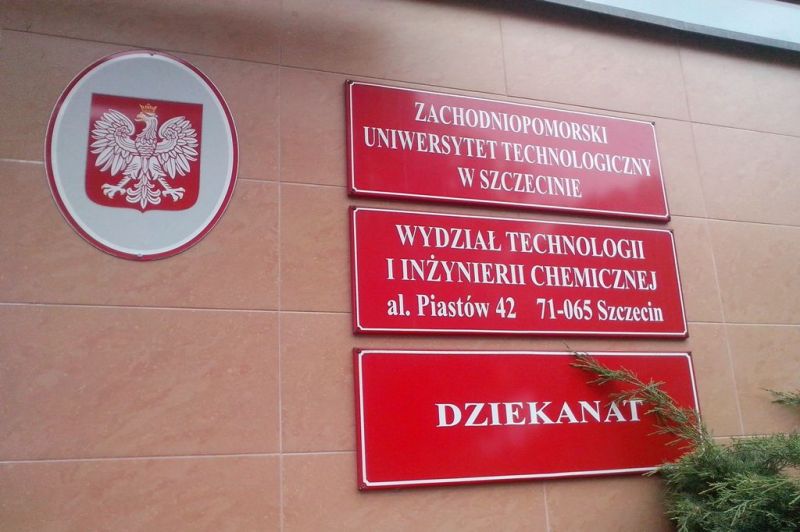 ZACHODNIOPOMORSKI
UNIWERSYTET TECHNOLOGICZNY
W SZCZECINIE
WYDZIAŁ TECHNOLOGII
I INŻYNIERII CHEMICZNEJ
al. Piastów 42 71-065 Szczecin
DZIEKANAT